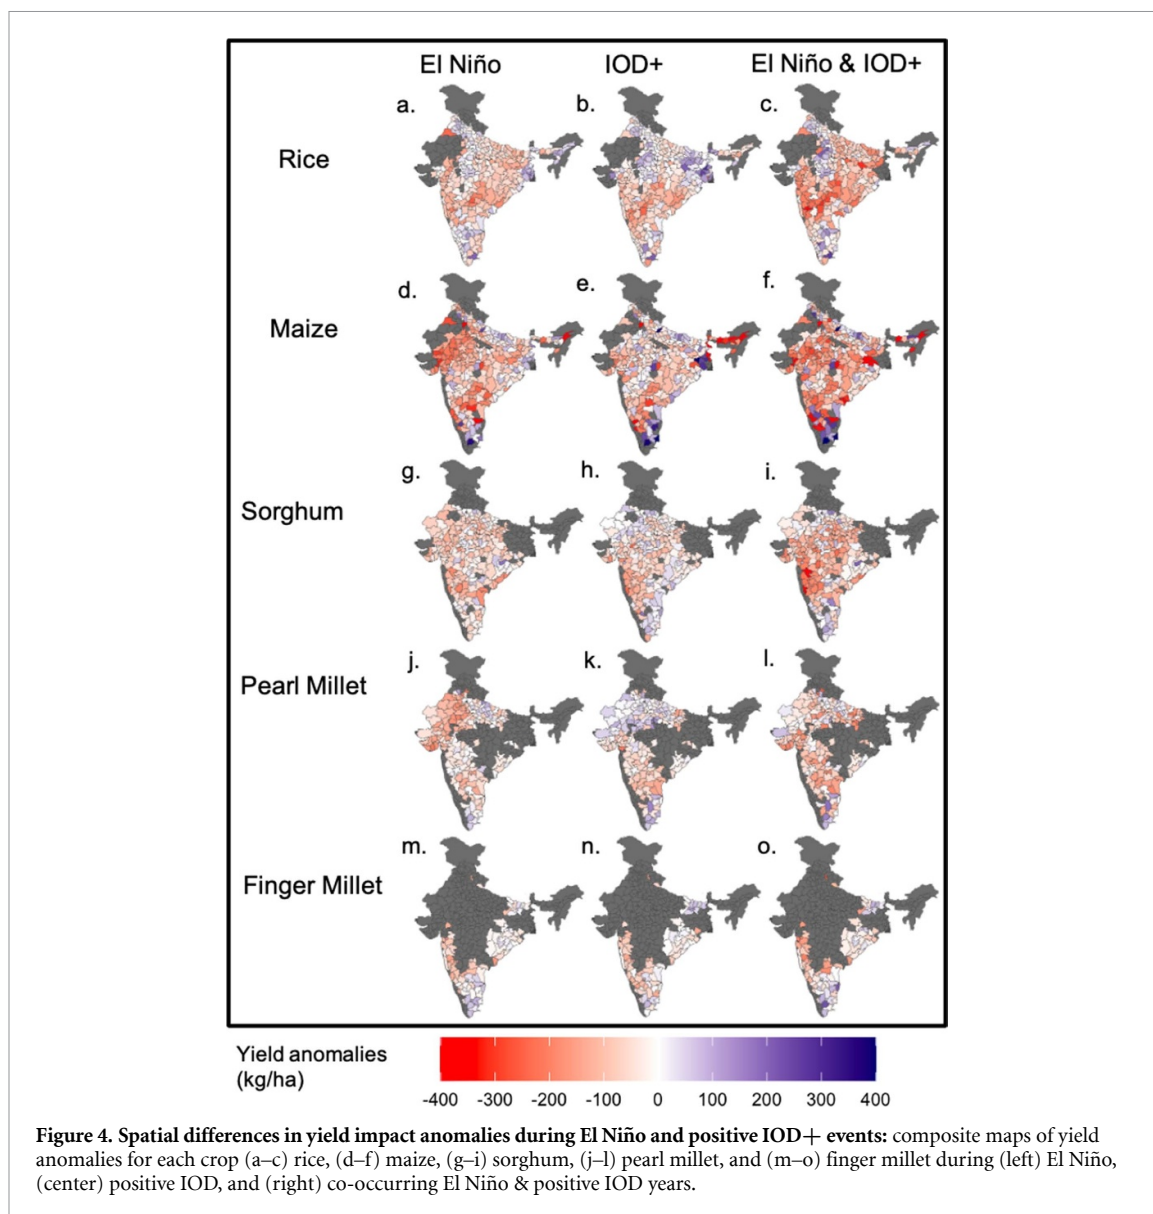 El Niño IOD+ El Niño & IOD+
a. b. c.
Rice
d. e. f.
Maize
g. h. i.
Sorghum
j. k. l.
Pearl Millet
m. n. o.
Finger Millet
Yield anomalies
(kg/ha)
-400 -300 -200 -100 0 100 200 300 400
Figure 4. Spatial differences in yield impact anomalies during El Niño and positive IOD+ events: composite maps of yield
anomalies for each crop (a–c) rice, (d–f) maize, (g–i) sorghum, (j–l) pearl millet, and (m–o) finger millet during (left) El Niño,
(center) positive IOD, and (right) co-occurring El Niño & positive IOD years.